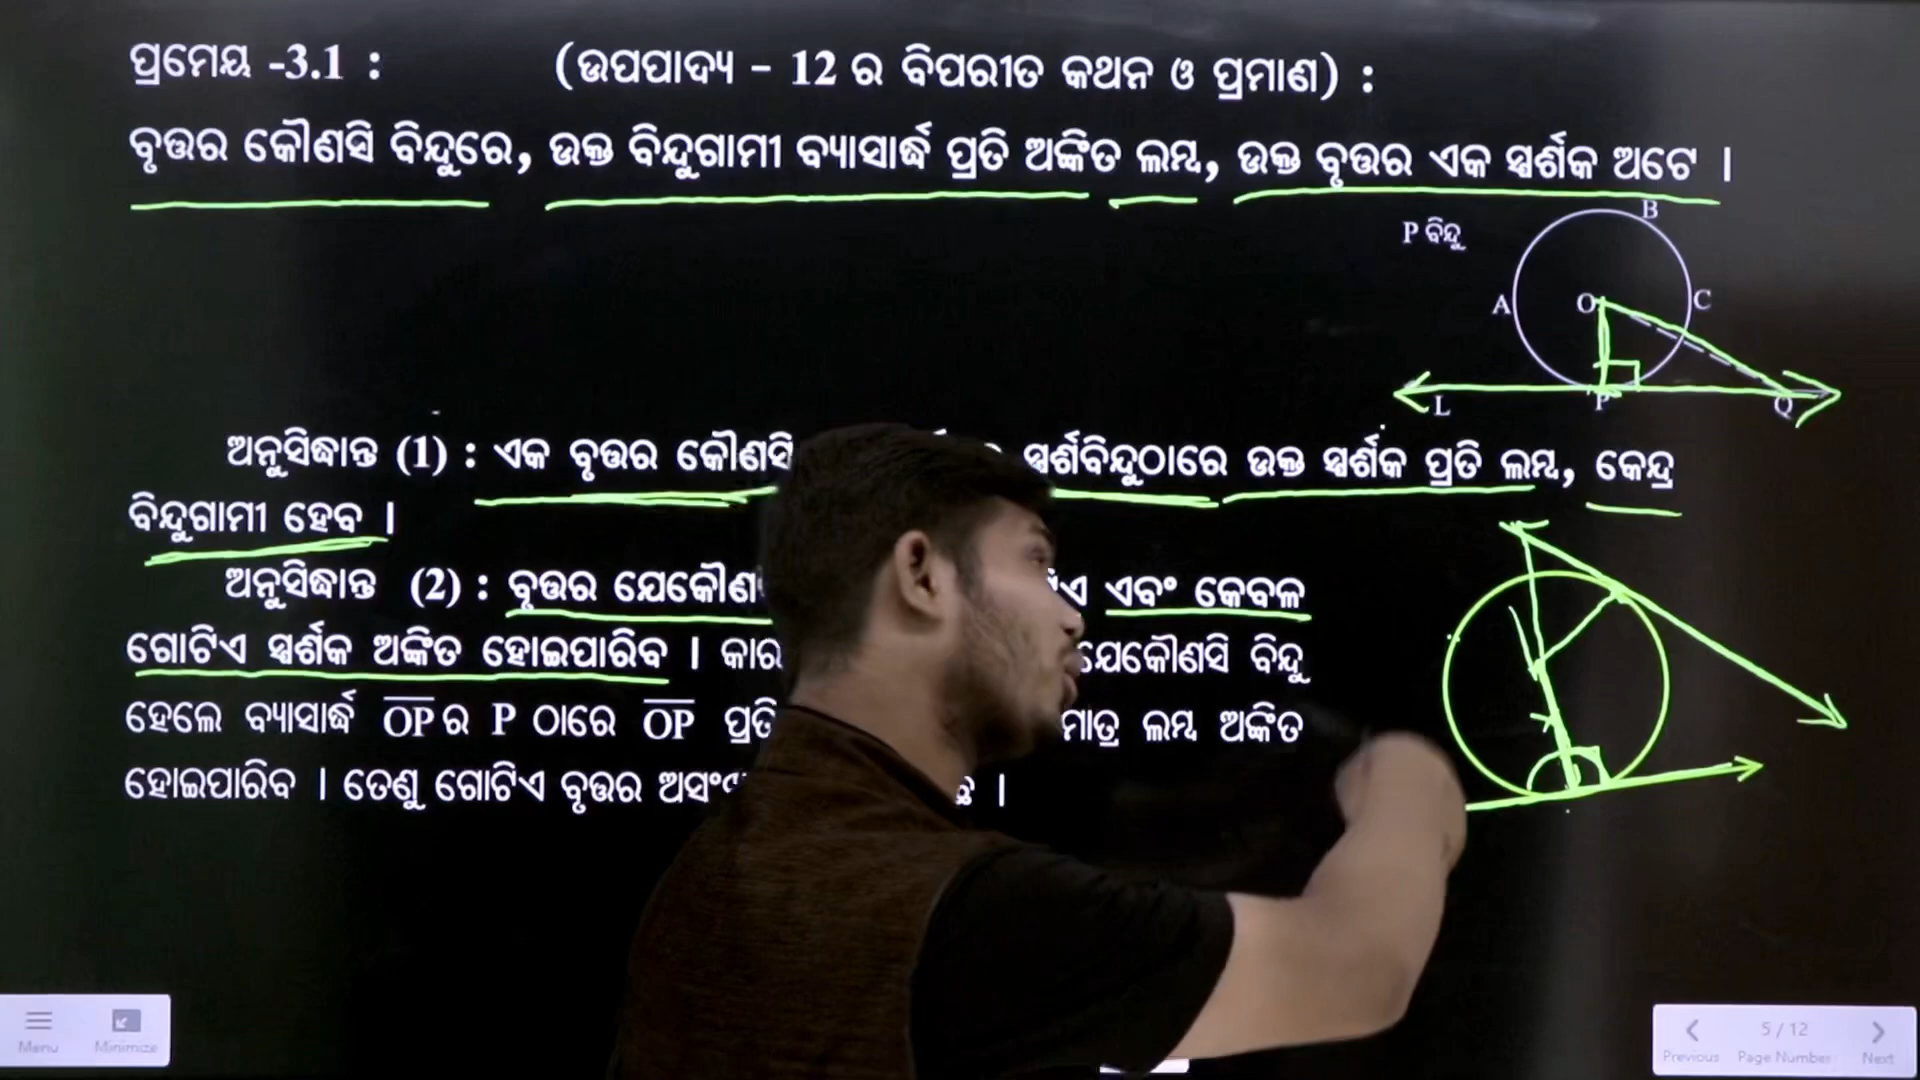 ପ୍ରମେୟ -3.1 : (ଉପପାଦ୍ୟ - 12 ର ବିପରୀତ କଥନ ଓ ପ୍ରମାଣ) :
ବୃତ୍ତର କୌଣସି ବିନ୍ଦୁରେ, ଉକ୍ତ ବିନ୍ଦୁଗାମୀ ବ୍ୟାସାର୍ଦ୍ଧ ପ୍ରତି ଅଙ୍କିତ ଲମ୍ବ, ଉକ୍ତ ବୃତ୍ତର ଏକ ସ୍ପର୍ଶକ ଅଟେ ।
B
P ବିନ୍ଦୁ
A O C
L P Q
ଅନୁସିଦ୍ଧାନ୍ତ (1) : ଏକ ବୃତ୍ତର କୌଣସି ସ୍ପର୍ଶବିନ୍ଦୁଠାରେ ଉକ୍ତ ସ୍ପର୍ଶକ ପ୍ରତି ଲମ୍ବ, କେନ୍ଦ୍ର
ବିନ୍ଦୁଗାମୀ ହେବ ।
ଅନୁସିଦ୍ଧାନ୍ତ (2) : ବୃତ୍ତର ଏବଂ କେବଳ
ଗୋଟିଏ ସ୍ପର୍ଶକ ଅଙ୍କିତ ହୋଇପାରିବ । ଯେକୌଣସି ବିନ୍ଦୁ
ହେଲେ ବ୍ୟାସାର୍ଦ୍ଧ OP ର P ଠାରେ OP ଲମ୍ବ ଅଙ୍କିତ
ହୋଇପାରିବ । ତେଣୁ ଗୋଟିଏ ବୃତ୍ତର ।
Menu Minimize
5 / 12
Previous Page Number Next